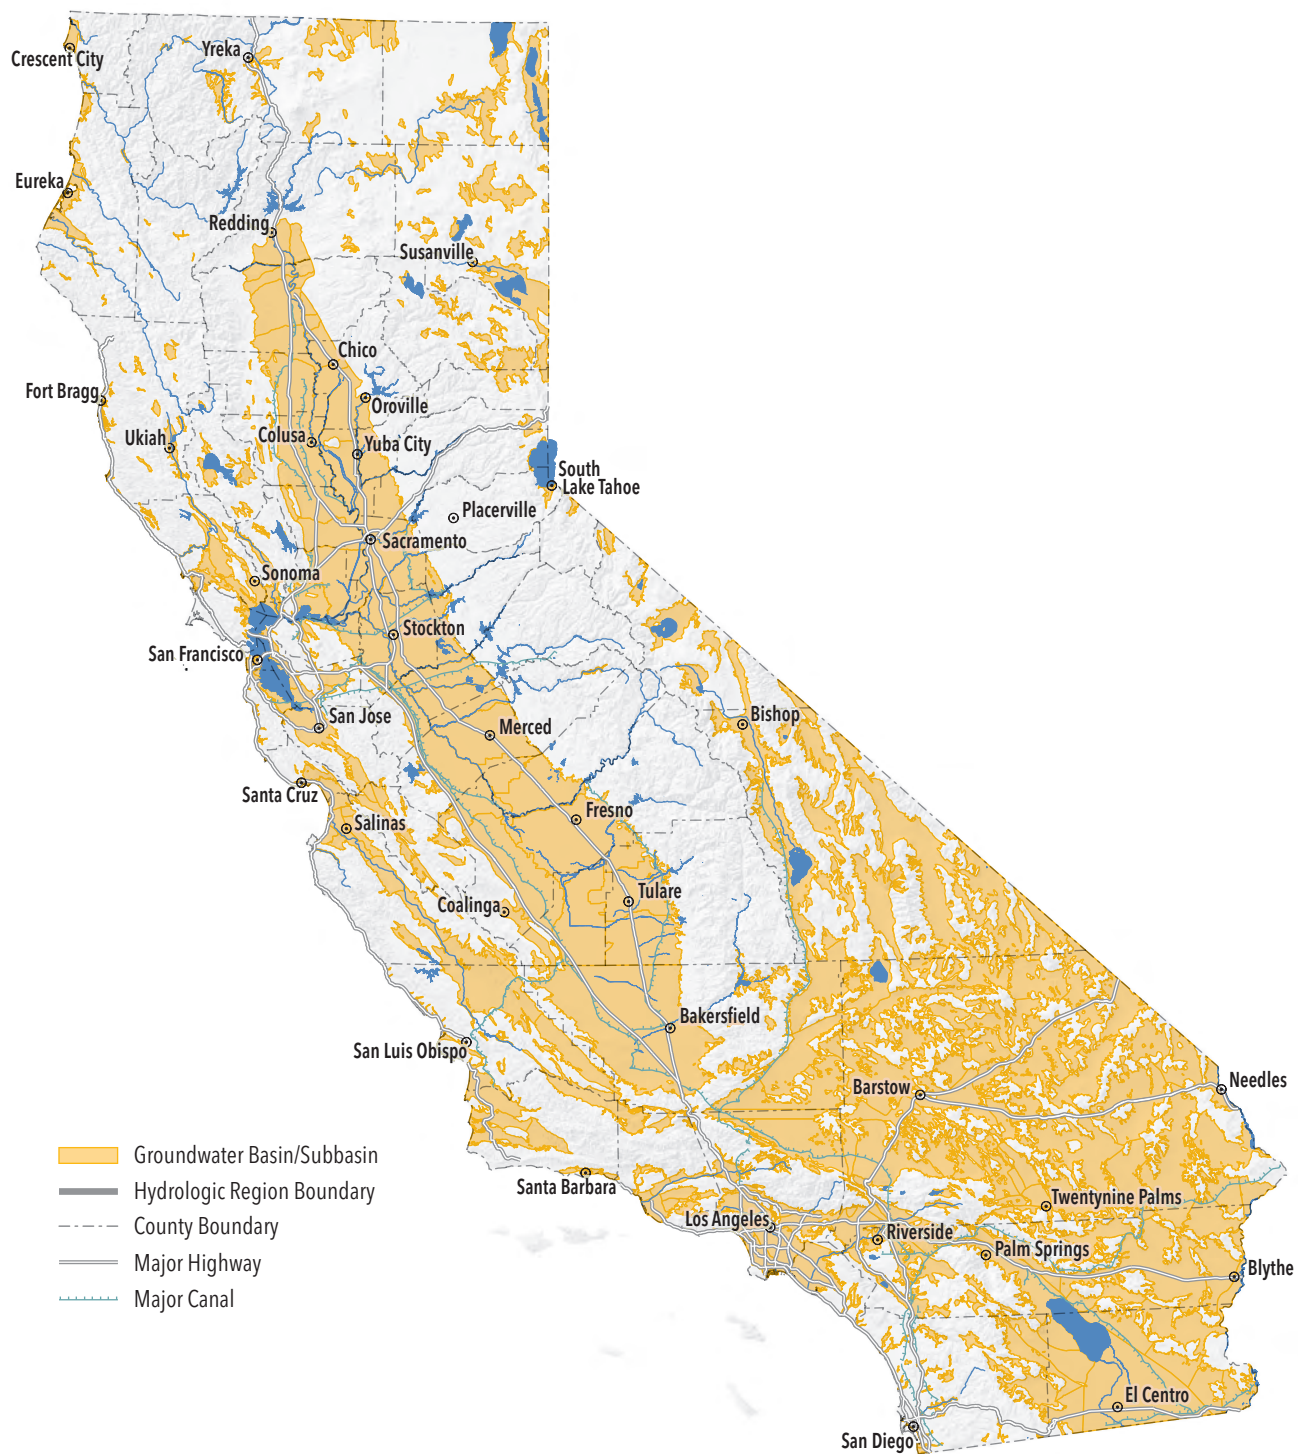 Crescent City
Yreka
Eureka
Redding
Susanville
Chico
Fort Bragg
Oroville
Ukiah
Colusa
Yuba City
South
Lake Tahoe
Placerville
Sacramento
Sonoma
Stockton
San Francisco
San Jose
Merced
Bishop
Santa Cruz
Salinas
Fresno
Tulare
Coalinga
Bakersfield
San Luis Obispo
Barstow
Needles
Groundwater Basin/Subbasin
Hydrologic Region Boundary
County Boundary
Major Highway
Major Canal
Santa Barbara
Twentynine Palms
Los Angeles
Riverside
Palm Springs
Blythe
El Centro
San Diego